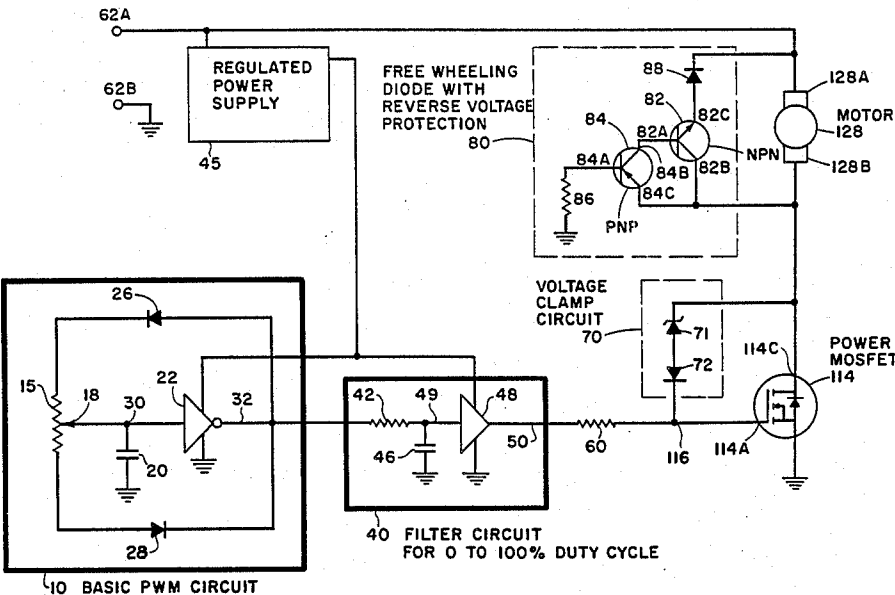 62A
62B
REGULATED
POWER
SUPPLY
45
FREE WHEELING
DIODE WITH
REVERSE VOLTAGE
PROTECTION
80
88
82
82C
82A
84
84A
84B
84C
82B
NPN
86
PNP
128A
MOTOR
128
128B
VOLTAGE
CLAMP
CIRCUIT
70
71
72
114C
POWER
MOSFET
114
114A
116
26
15
18
30
22
32
20
28
10 BASIC PWM CIRCUIT
42
49
48
46
50
60
40 FILTER CIRCUIT
FOR 0 TO 100% DUTY CYCLE